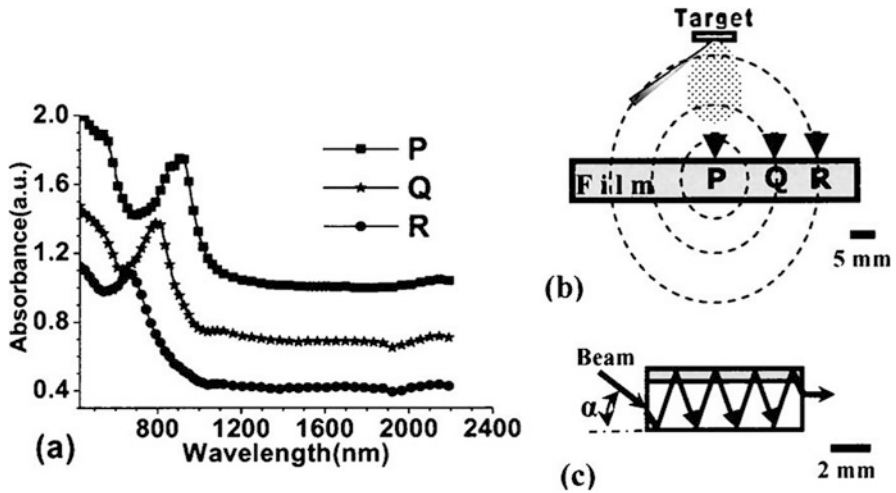 2.0
1.6
1.2
0.8
0.4
Absorbance(a.u.)
800 1200 1600 2000 2400
Wavelength(nm)
P
Q
R
(a)
Target
Film P Q R
5 mm
(b)
Beam
α
2 mm
(c)